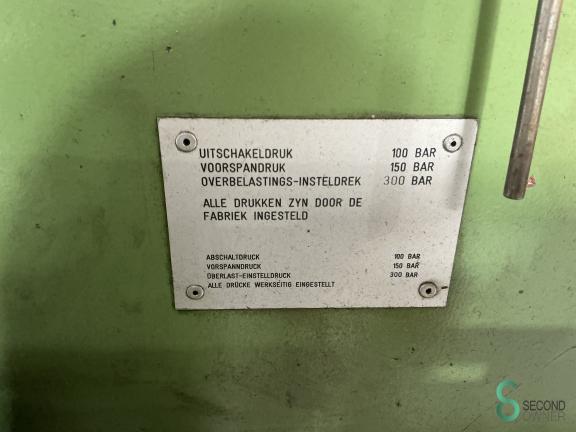 UITSCHAKELDRUK 100 BAR
VOORSPANDRUK 150 BAR
OVERBELASTINGS-INSTELDREK 300 BAR
ALLE DRUKKEN ZYN DOOR DE
FABRIEK INGESTELD
ABSCHALTDRUCK 100 BAR
VORSPANNDRUCK 150 BAR
ÜBERLAST-EINSTELLDRUCK 300 BAR
ALLE DRÜCKE WERKSEITIG EINGESTELLT
SECOND
OWNER